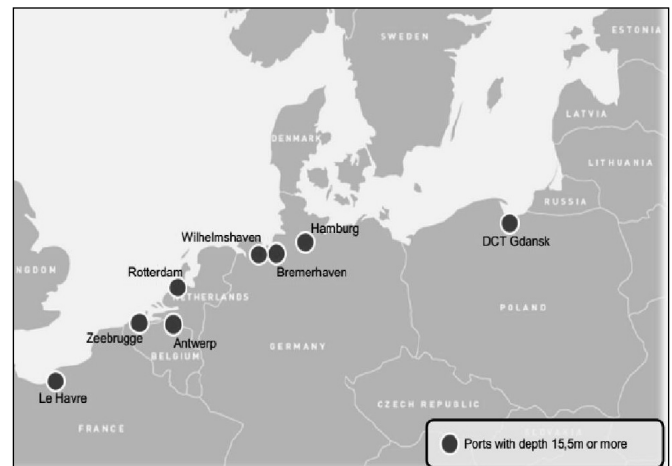 SWEDEN
ESTONIA
LATVIA
DENMARK
LITHUANIA
RUSSIA
Hamburg
Wilhelmshaven
DCT Gdansk
Bremerhaven
NGDOM
Rotterdam
NETHERLANDS
POLAND
Zeebrugge
Antwerp
GERMANY
BELGIUM
Le Havre
CZECH REPUBLIC
FRANCE
Ports with depth 15,5m or more